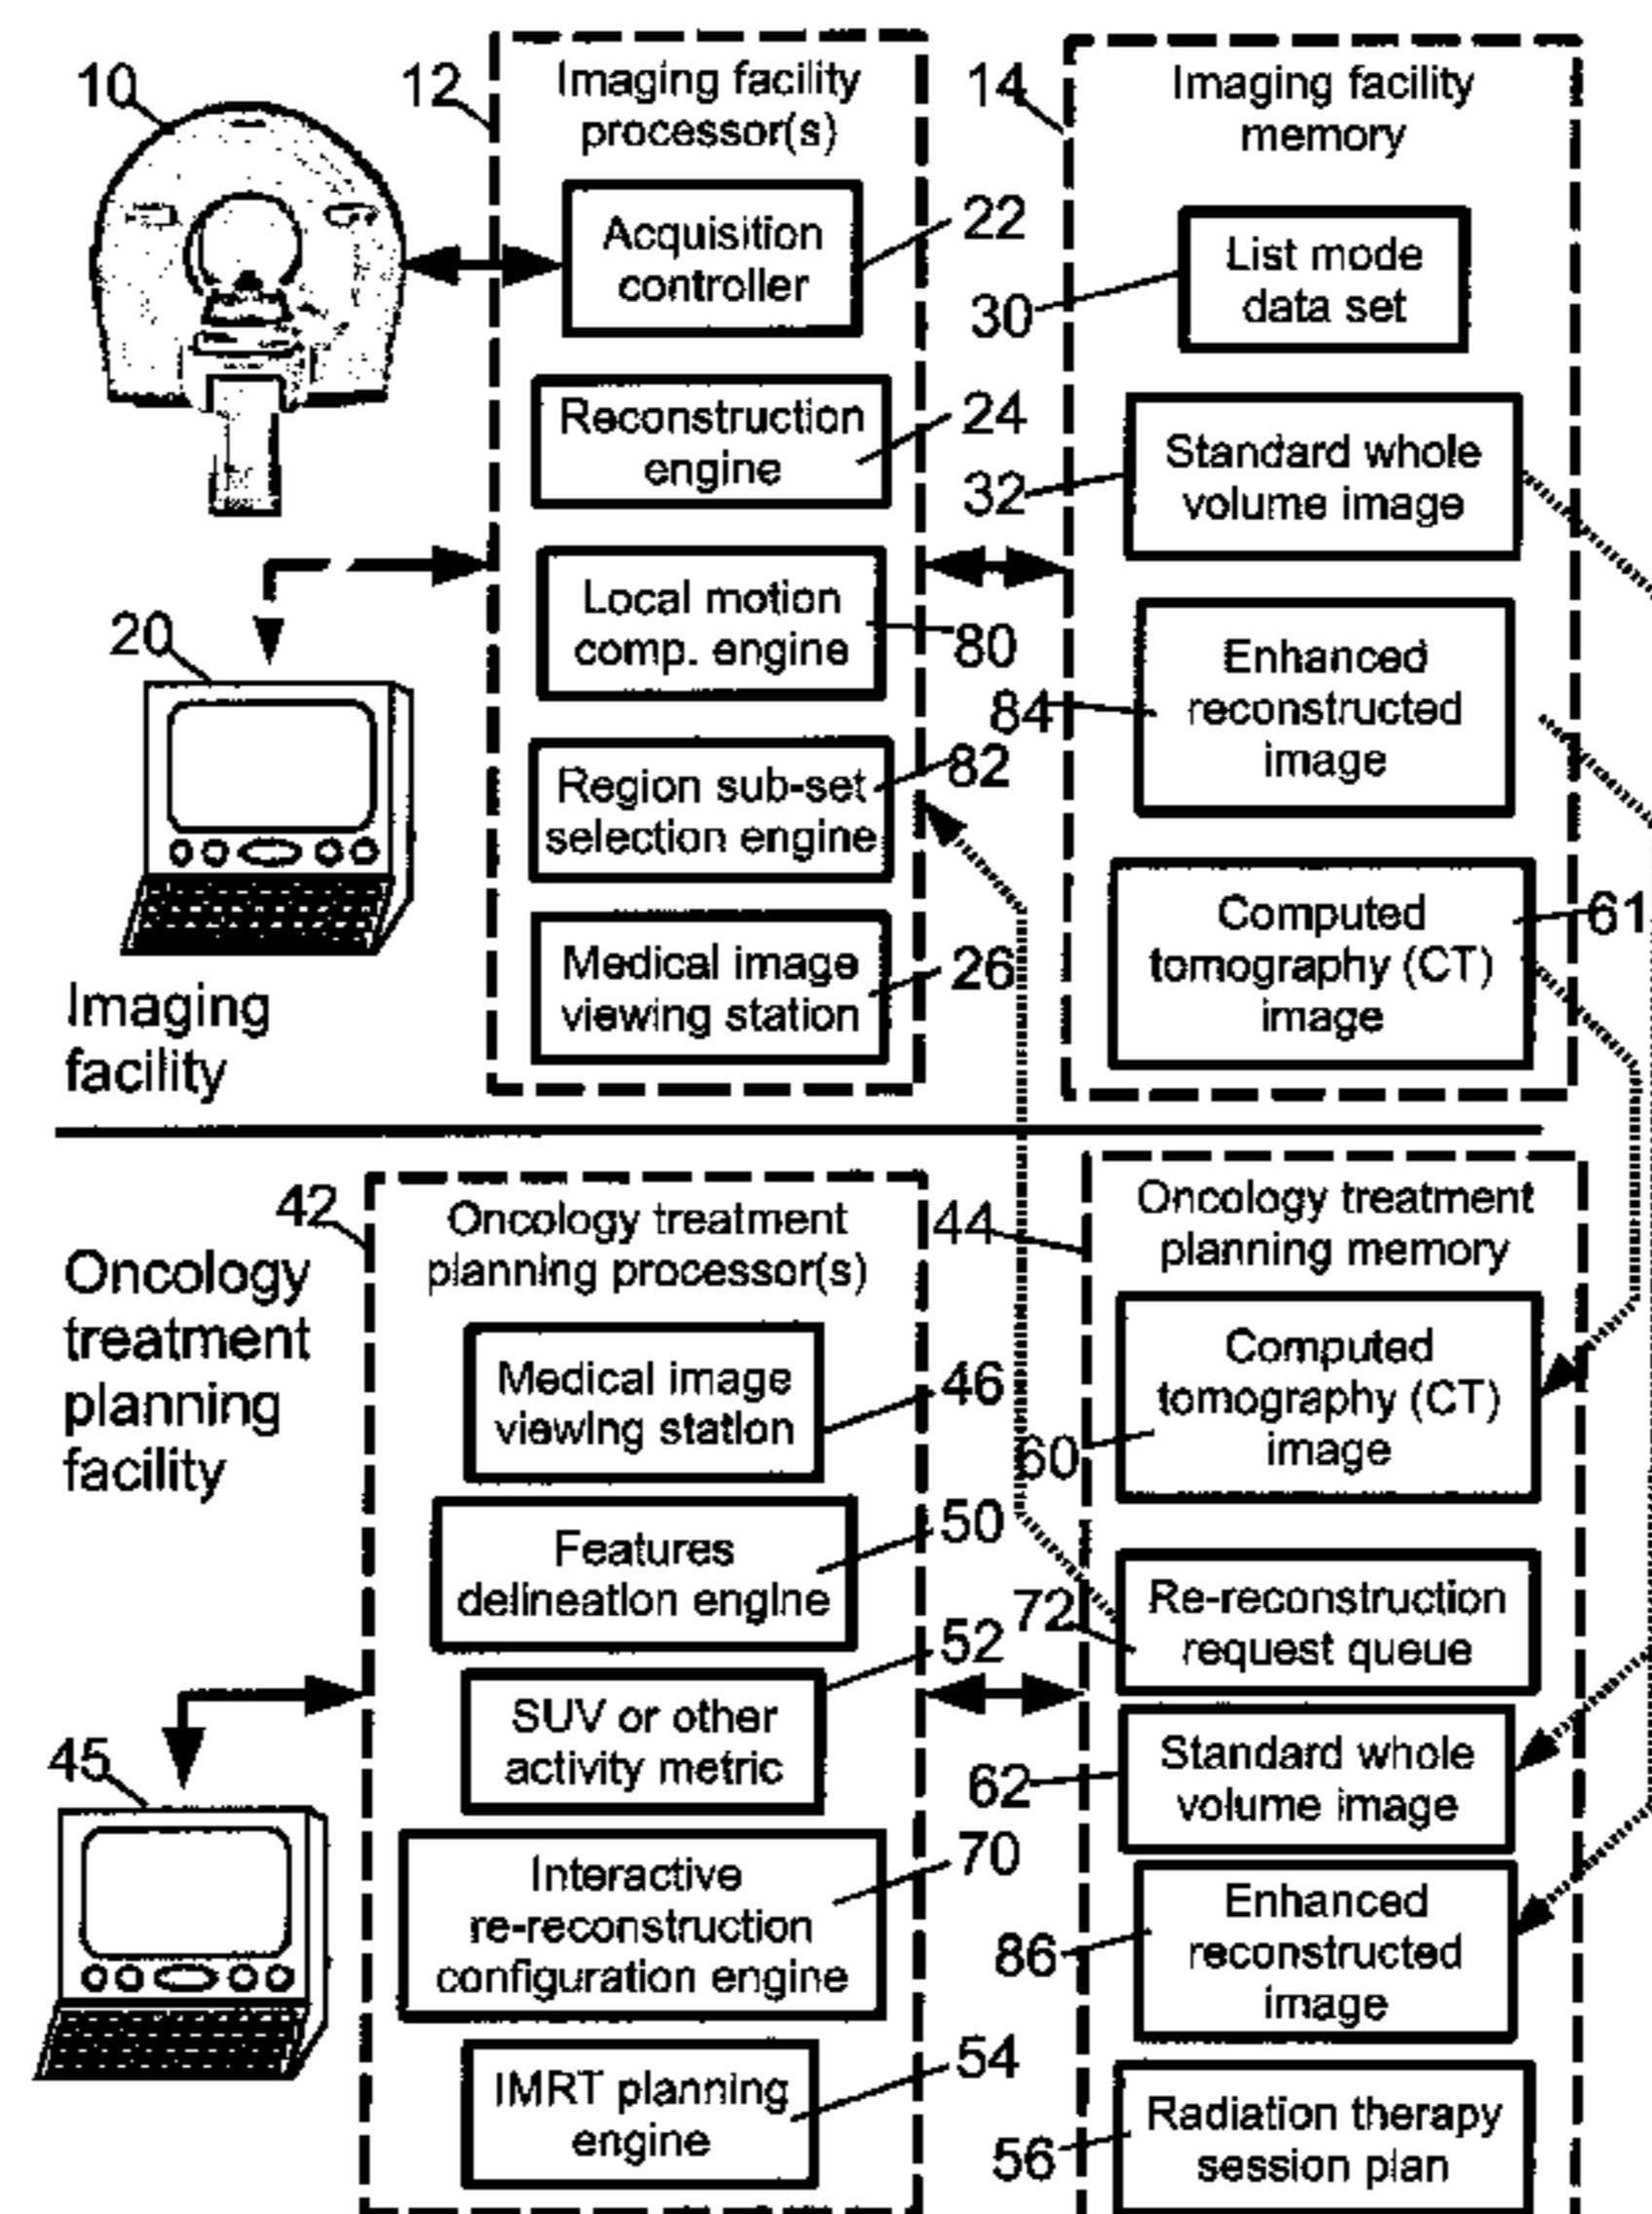 10
12
Imaging facility
processor(s)
14
Imaging facility
memory
Acquisition
controller
22
List mode
data set
30
Reconstruction
engine
24
Standard whole
volume image
32
Local motion
comp. engine
80
20
Enhanced
reconstructed
image
84
Region sub-set
selection engine
82
Computed
tomography (CT)
image
61
Medical image
viewing station
26
Imaging
facility
42
Oncology treatment
planning processor(s)
44
Oncology treatment
planning memory
Oncology
treatment
planning
facility
Medical image
viewing station
46
Computed
tomography (CT)
image
60
Features
delineation engine
50
Re-reconstruction
request queue
72
SUV or other
activity metric
52
Standard whole
volume image
62
45
Interactive
re-reconstruction
configuration engine
70
Enhanced
reconstructed
image
86
IMRT planning
engine
54
Radiation therapy
session plan
56